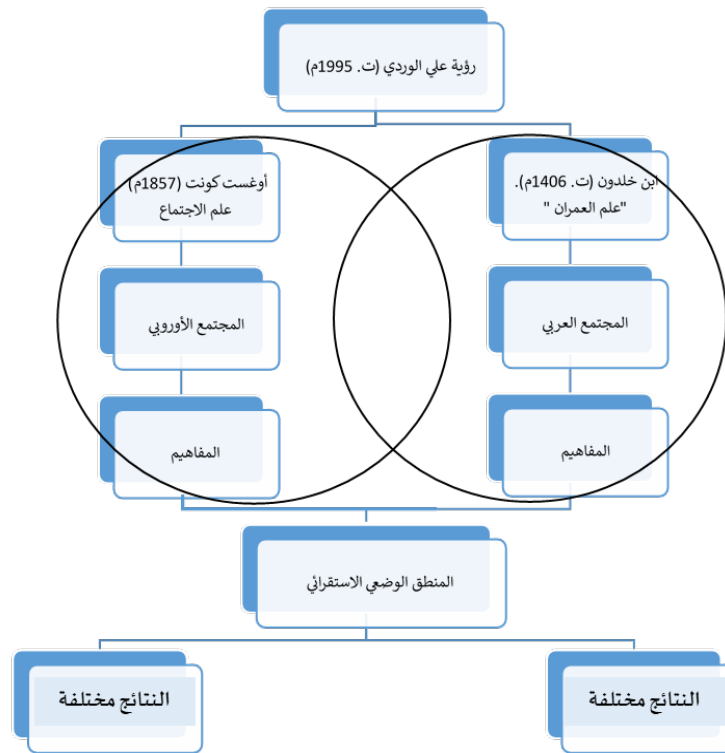 رؤية علي الوردي (ت. 1995م)
ابن خلدون (ت. 1406م).
"علم العمران "
أوغست كونت (1857م)
علم الاجتماع
المجتمع العربي
المجتمع الأوروبي
المفاهيم
المفاهيم
المنطق الوضعي الاستقرائي
النتائج مختلفة
النتائج مختلفة